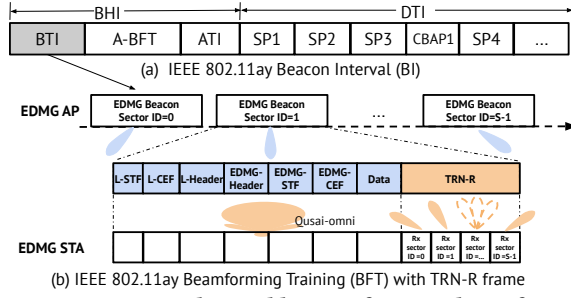 BHI DTI
BTI A-BFT ATI SP1 SP2 SP3 CBAP1 SP4 ...
(a) IEEE 802.11ay Beacon Interval (BI)
EDMG AP
EDMG Beacon
Sector ID=0
EDMG Beacon
Sector ID=1
...
EDMG Beacon
Sector ID=S-1
L-STF L-CEF L-Header EDMG-
Header EDMG-
STF EDMG-
CEF Data TRN-R
Qusai-omni
EDMG STA
Rx
sector
ID=0
Rx
sector
ID=1
Rx
sector
ID=...
Rx
sector
ID=S-1
(b) IEEE 802.11ay Beamforming Training (BFT) with TRN-R frame